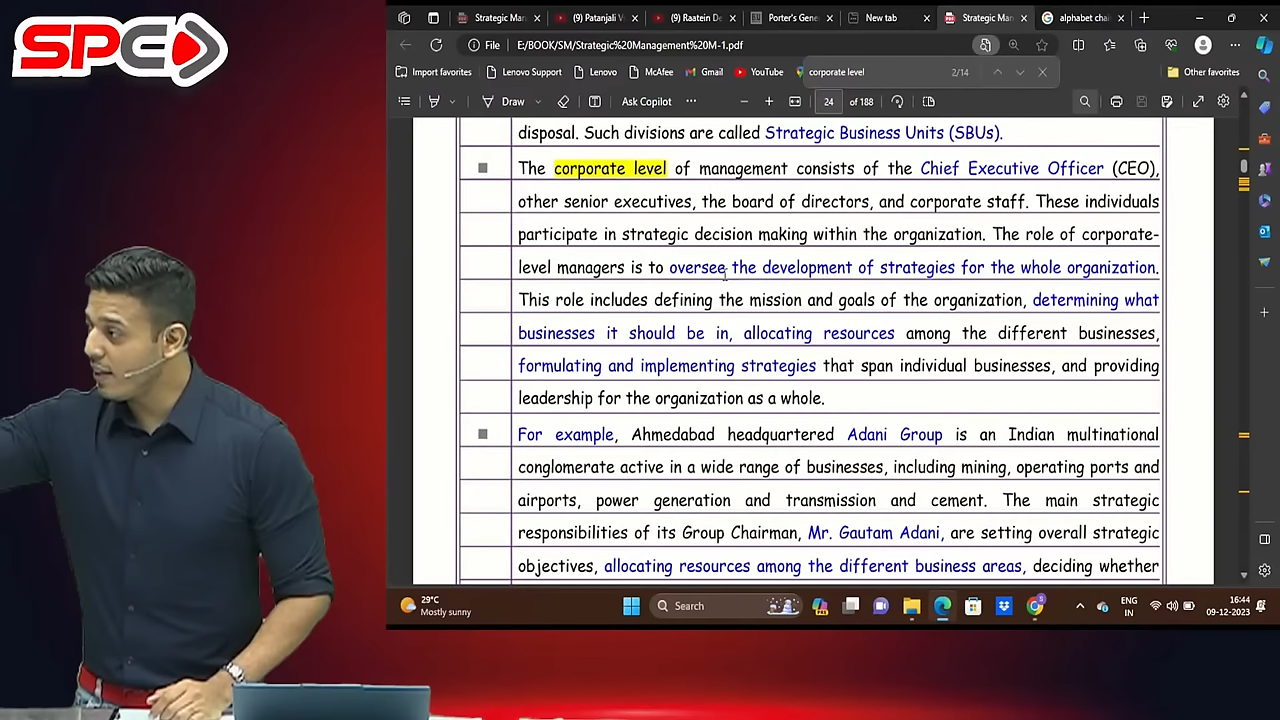 SPC
Strategic Man
(9) Patanjali V
(9) Raatein De
Porter's Gene
New tab
Strategic Man
alphabet chai
File
E:/BOOK/SM/Strategic%20Management%20M-1.pdf
Import favorites
Lenovo Support
Lenovo
McAfee
Gmail
YouTube
corporate level
2/14
Other favorites
Draw
Ask Copilot
24
of 188
disposal. Such divisions are called Strategic Business Units (SBUs).
The corporate level of management consists of the Chief Executive Officer (CEO),
other senior executives, the board of directors, and corporate staff. These individuals
participate in strategic decision making within the organization. The role of corporate-
level managers is to oversee the development of strategies for the whole organization.
This role includes defining the mission and goals of the organization, determining what
businesses it should be in, allocating resources among the different businesses,
formulating and implementing strategies that span individual businesses, and providing
leadership for the organization as a whole.
For example, Ahmedabad headquartered Adani Group is an Indian multinational
conglomerate active in a wide range of businesses, including mining, operating ports and
airports, power generation and transmission and cement. The main strategic
responsibilities of its Group Chairman, Mr. Gautam Adani, are setting overall strategic
objectives, allocating resources among the different business areas, deciding whether
29°C
Mostly sunny
Search
ENG
IN
16:44
09-12-2023